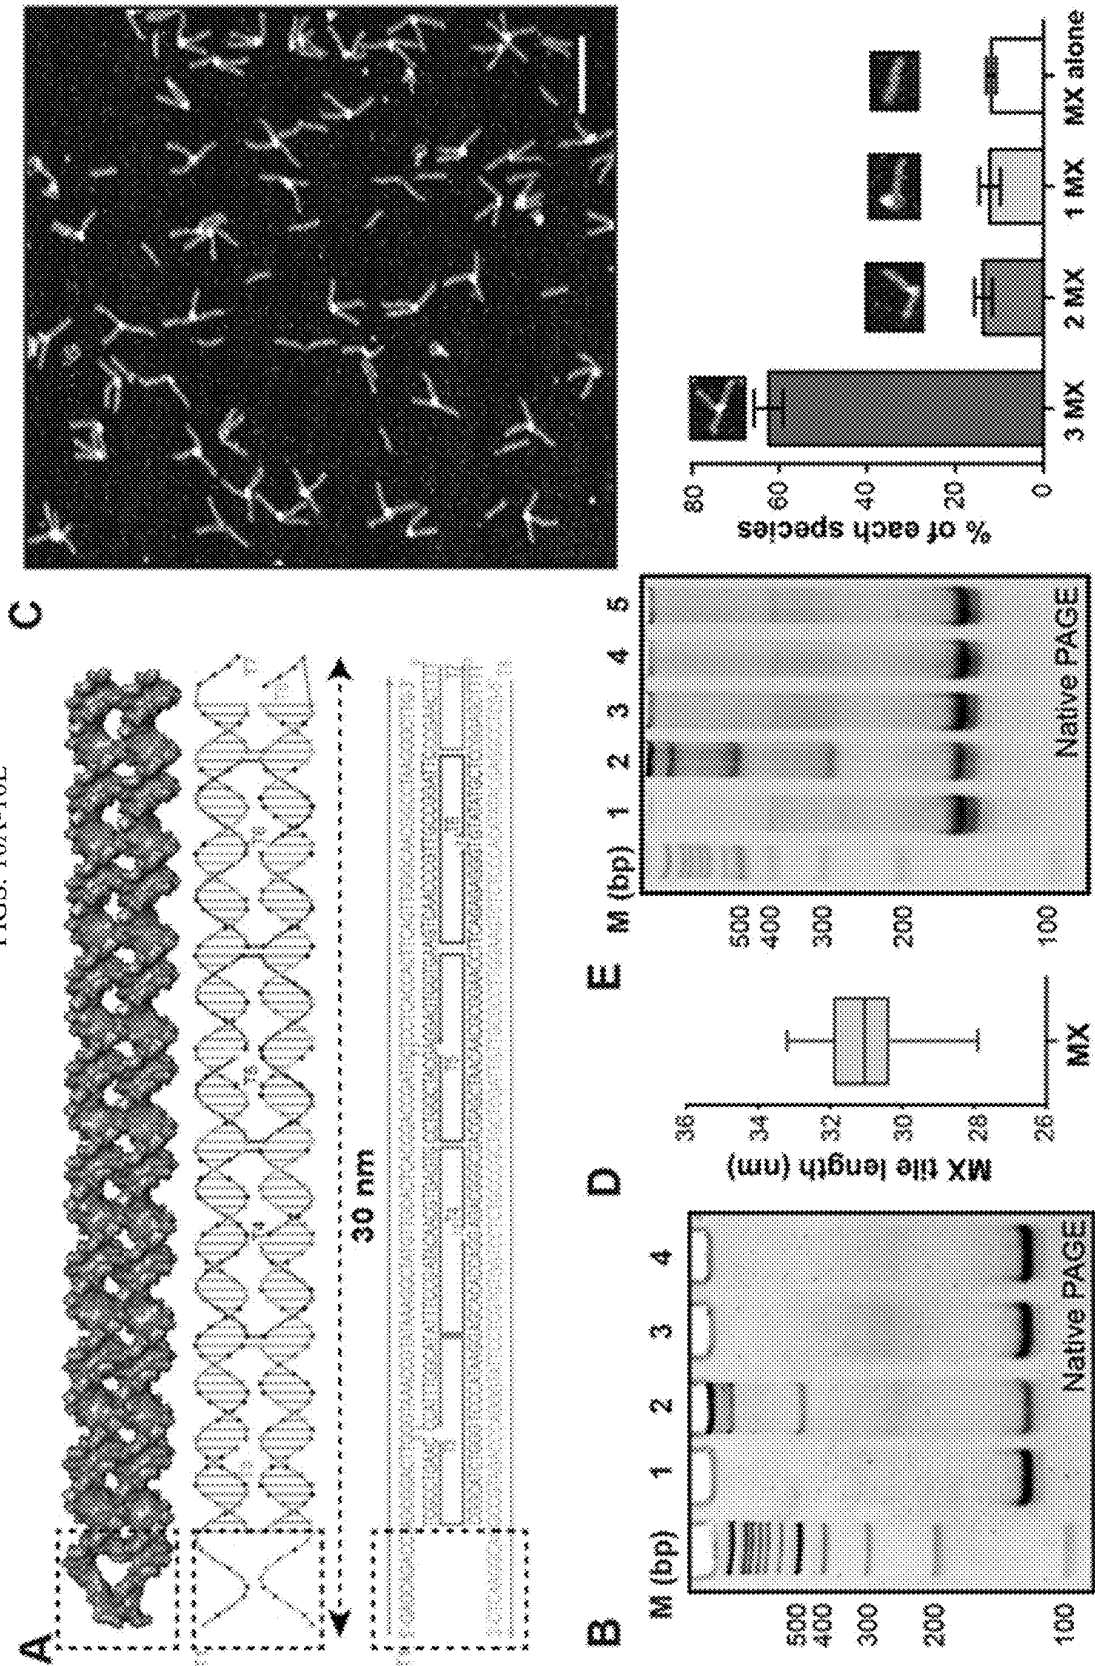 FIGS. 10A-10E
A
30 nm
B
M (bp)
1
2
3
4
500
400
300
200
100
Native PAGE
C
80
60
40
20
0
% of each species
3 MX
2 MX
1 MX
MX alone
D
36
34
32
30
28
26
MX tile length (nm)
MX
E
M (bp)
1
2
3
4
5
500
400
300
200
100
Native PAGE